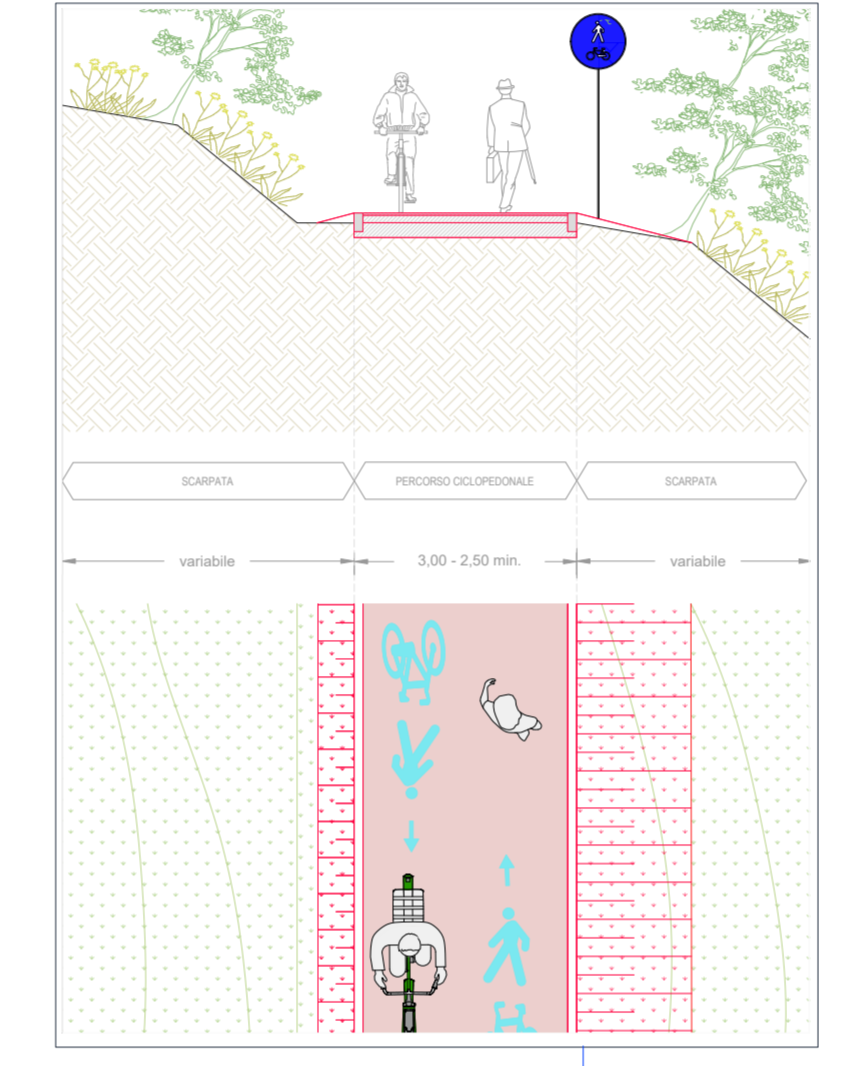 SCARPATA
PERCORSO CICLOPEDONALE
SCARPATA
variabile
3,00 - 2,50 min.
variabile